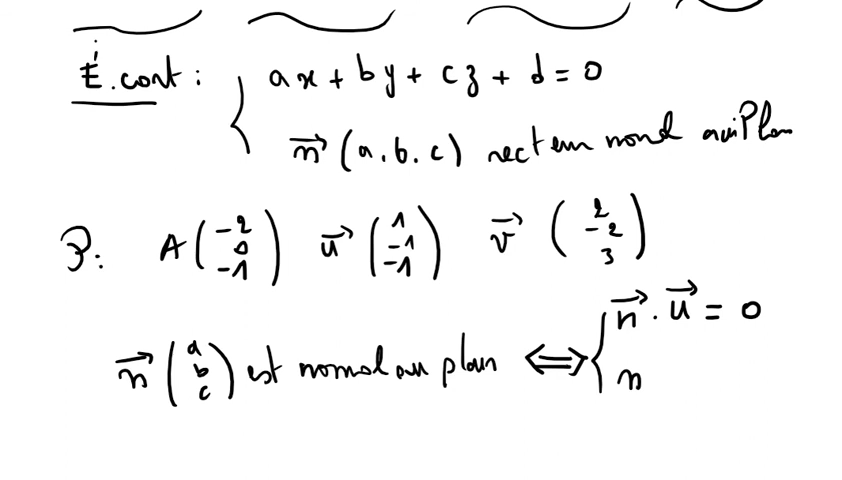 É.cart : { ax + by + cz + d = 0
n⃗ (a.b.c) vecteur normal au Plan
P: A(-2 0 -1) u⃗ (1 -1 -1) v⃗ (2 -2 3)
n⃗ (a b c) est normal au plan ⟺ { n⃗ . u⃗ = 0
n